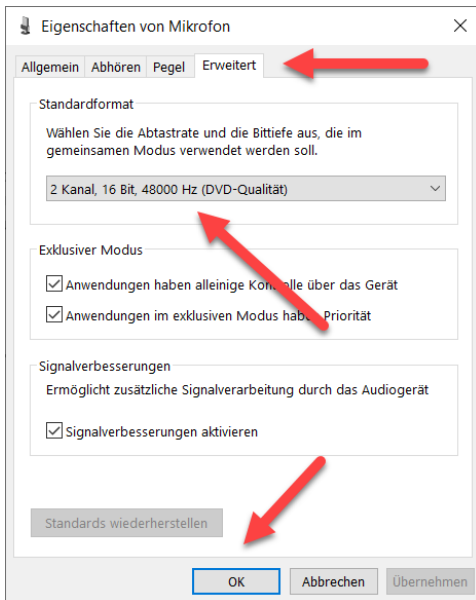 Eigenschaften von Mikrofon
Allgemein Abhören Pegel Erweitert
Standardformat
Wählen Sie die Abtastrate und die Bittiefe aus, die im
gemeinsamen Modus verwendet werden soll.
2 Kanal, 16 Bit, 48000 Hz (DVD-Qualität)
Exklusiver Modus
Anwendungen haben alleinige Kontrolle über das Gerät
Anwendungen im exklusiven Modus haben Priorität
Signalverbesserungen
Ermöglicht zusätzliche Signalverarbeitung durch das Audiogerät
Signalverbesserungen aktivieren
Standards wiederherstellen
OK Abbrechen Übernehmen